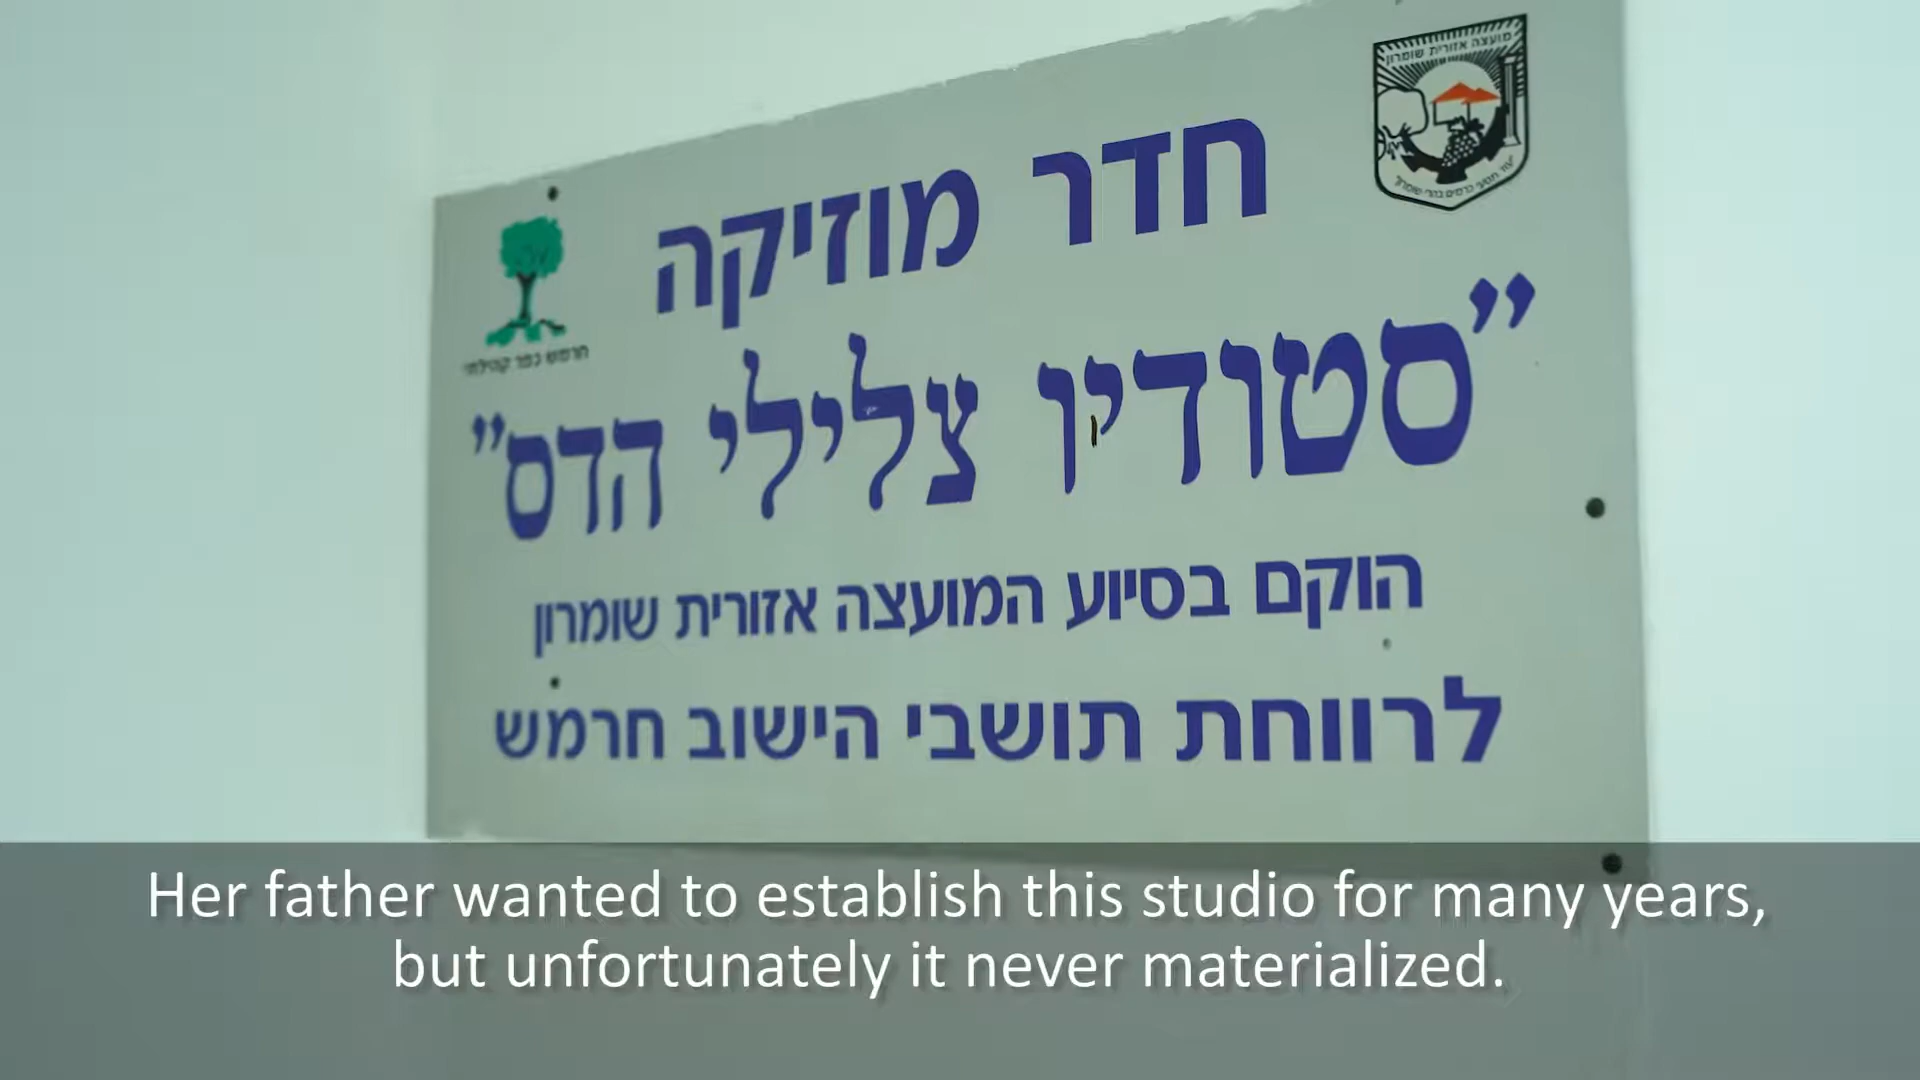 מועצה אזורית שומרון
חדר מוזיקה
"סטודיו צלילי הדס"
חרמש כפר קהילתי
הוקם בסיוע המועצה אזורית שומרון
לרווחת תושבי הישוב חרמש
Her father wanted to establish this studio for many years,
but unfortunately it never materialized.